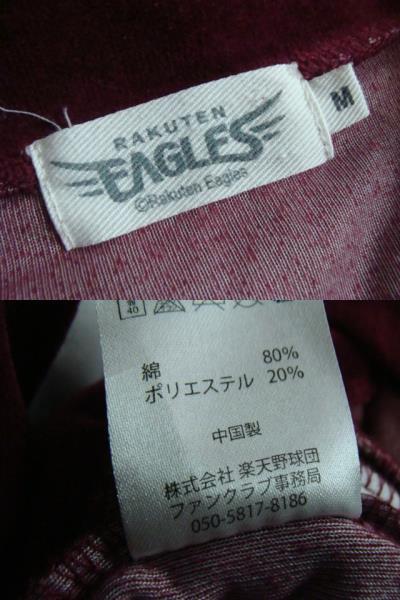 RAKUTEN
EAGLES
©Rakuten Eagles
M
40
綿 80%
ポリエステル 20%
中国製
株式会社 楽天野球団
ファンクラブ事務局
050-5817-8186